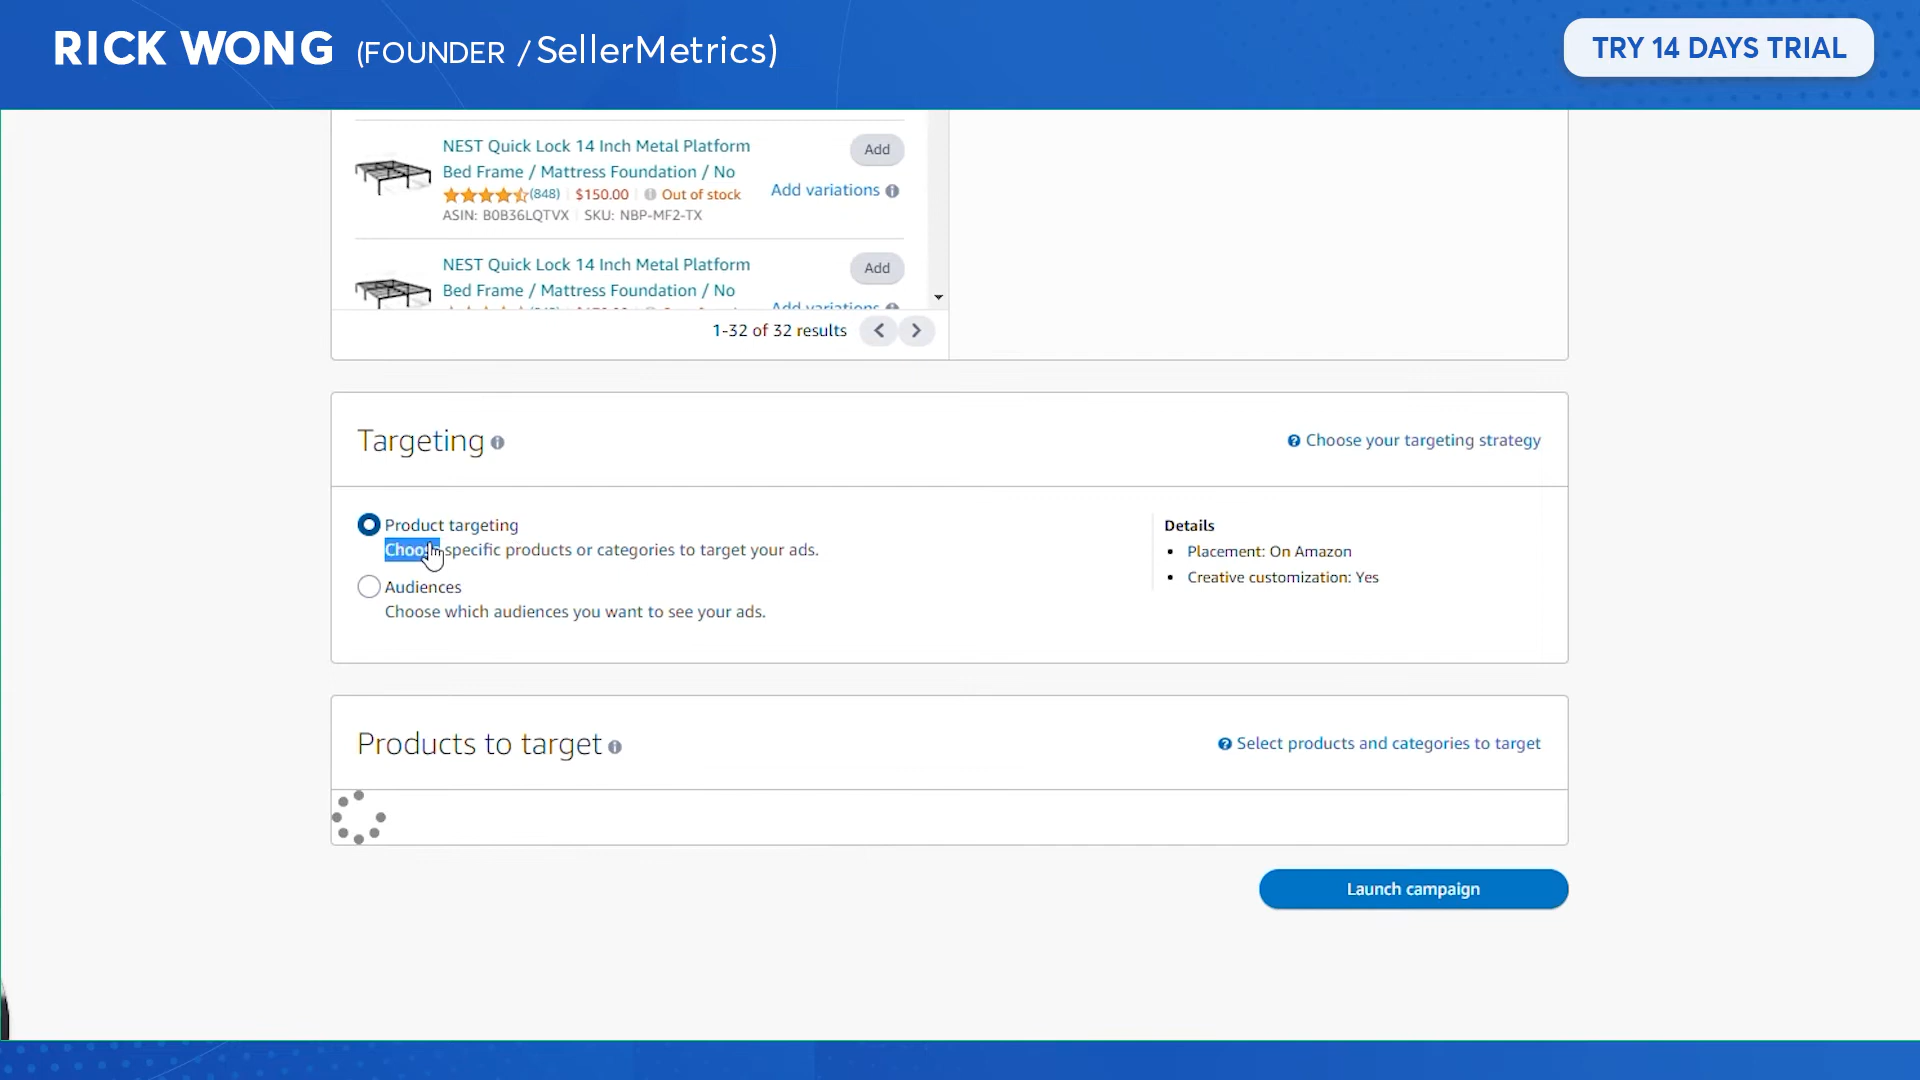 RICK WONG (FOUNDER / SellerMetrics)
TRY 14 DAYS TRIAL
NEST Quick Lock 14 Inch Metal Platform
Bed Frame / Mattress Foundation / No
Add
(848) $150.00 Out of stock
Add variations
ASIN: B0B36LQTVX SKU: NBP-MF2-TX
NEST Quick Lock 14 Inch Metal Platform
Bed Frame / Mattress Foundation / No
Add
Add variations
1-32 of 32 results
Targeting
Choose your targeting strategy
Product targeting
Choose specific products or categories to target your ads.
Audiences
Choose which audiences you want to see your ads.
Details
Placement: On Amazon
Creative customization: Yes
Products to target
Select products and categories to target
Launch campaign